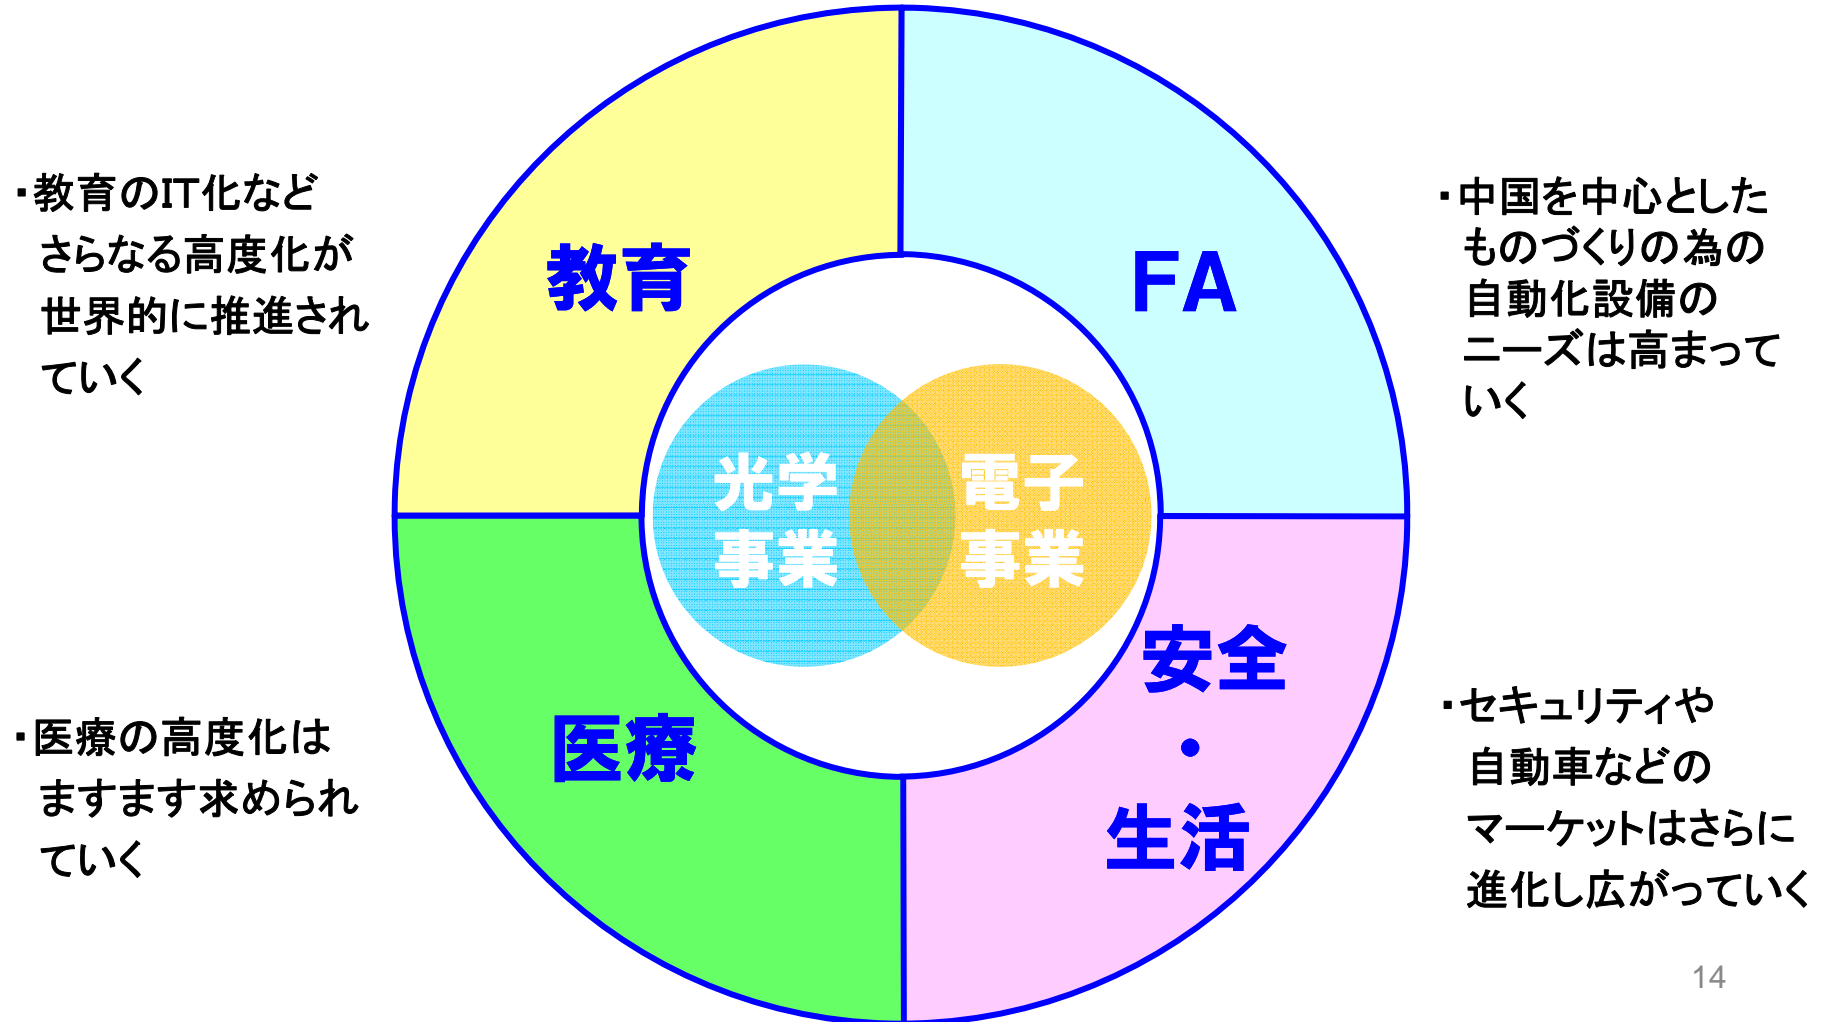 ・教育のIT化など
さらなる高度化が
世界的に推進され
ていく
教育
FA
・中国を中心とした
ものづくりの為の
自動化設備の
ニーズは高まって
いく
光学
事業
電子
事業
・医療の高度化は
ますます求められ
ていく
医療
安全
・
生活
・セキュリティや
自動車などの
マーケットはさらに
進化し広がっていく
14